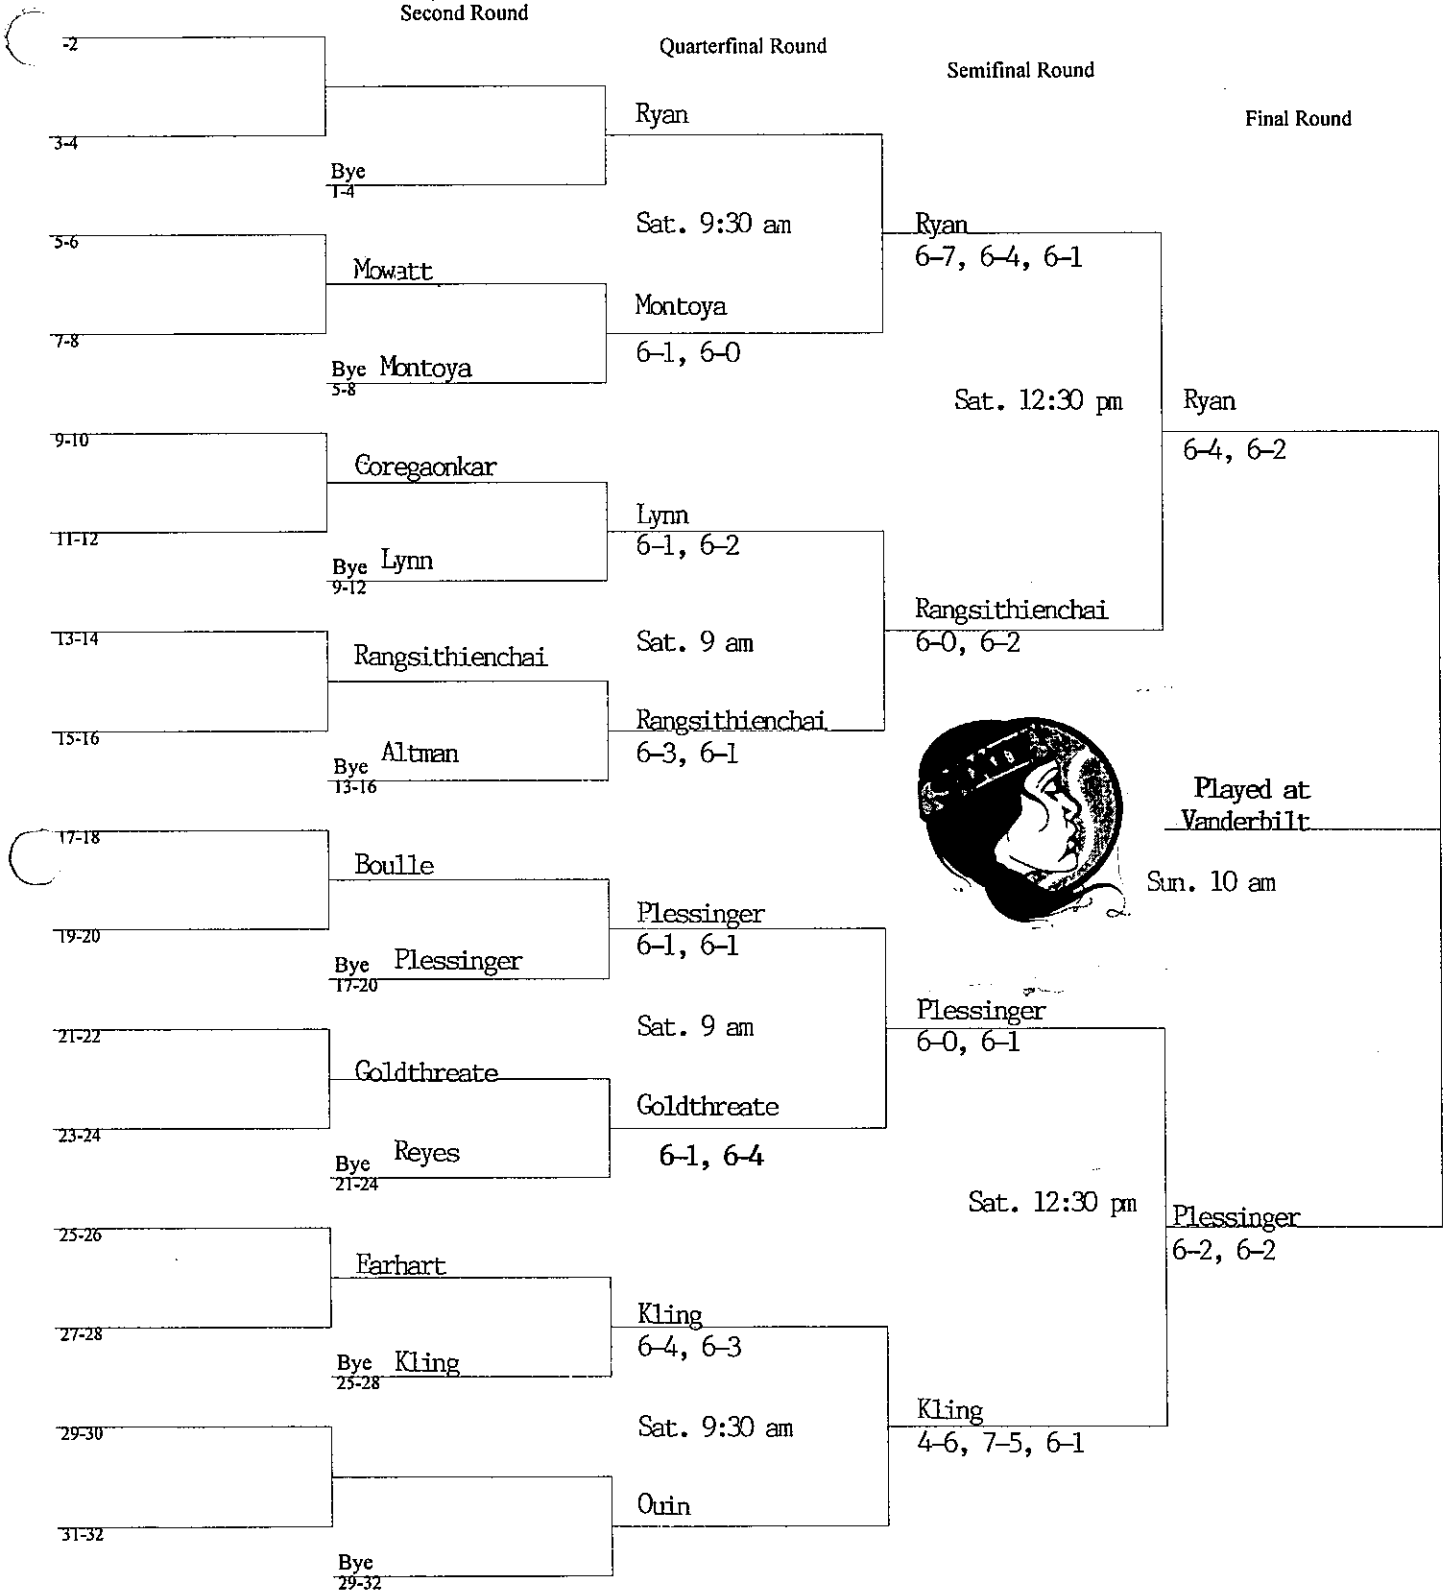 Second Round
Quarterfinal Round
Semifinal Round
Final Round
-2
3-4
Bye
1-4
Ryan
Sat. 9:30 am
5-6
Mowatt
7-8
Bye Montoya
5-8
Montoya
6-1, 6-0
Ryan
6-7, 6-4, 6-1
9-10
Goregaonkar
11-12
Bye Lynn
9-12
Lynn
6-1, 6-2
Sat. 9 am
13-14
Rangsithienchai
15-16
Bye Altman
13-16
Rangsithienchai
6-3, 6-1
Rangsithienchai
6-0, 6-2
Sat. 12:30 pm
Ryan
6-4, 6-2
Played at
Vanderbilt
Sun. 10 am
17-18
Boulle
19-20
Bye Plessinger
17-20
Plessinger
6-1, 6-1
Sat. 9 am
21-22
Goldthreate
23-24
Bye Reyes
21-24
Goldthreate
6-1, 6-4
Plessinger
6-0, 6-1
25-26
Earhart
27-28
Bye Kling
25-28
Kling
6-4, 6-3
Sat. 9:30 am
29-30
31-32
Bye
29-32
Ouin
Kling
4-6, 7-5, 6-1
Sat. 12:30 pm
Plessinger
6-2, 6-2